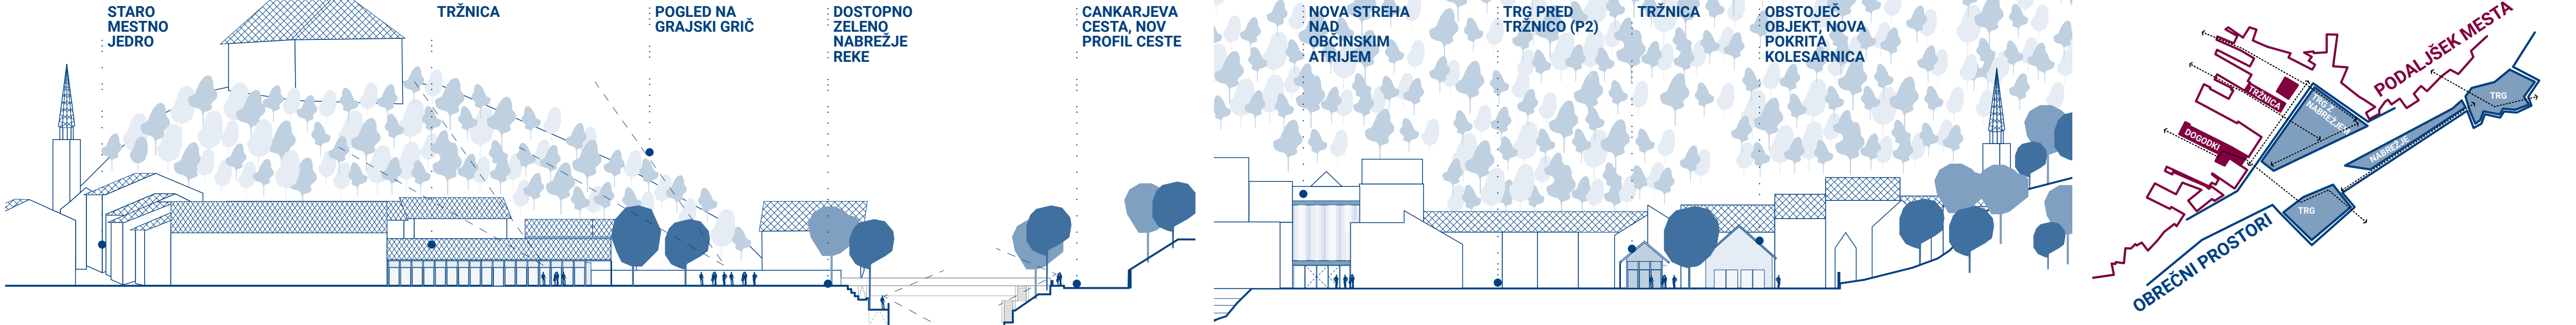 STARO
MESTNO
JEDRO
TRŽNICA
POGLED NA
GRAJSKI GRIČ
DOSTOPNO
ZELENO
NABREŽJE
REKE
CANKARJEVA
CESTA, NOV
PROFIL CESTE
NOVA STREHA
NAD
OBČINSKIM
ATRIJEM
TRG PRED
TRŽNICO (P2)
TRŽNICA
OBSTOJEČ
OBJEKT, NOVA
POKRITA
KOLESARNICA
PODALJŠEK MESTA
TRŽNICA
DOGODKI
TRG Z
NABREŽJEM
TRG
NABREŽJE
TRG
OBREČNI PROSTORI